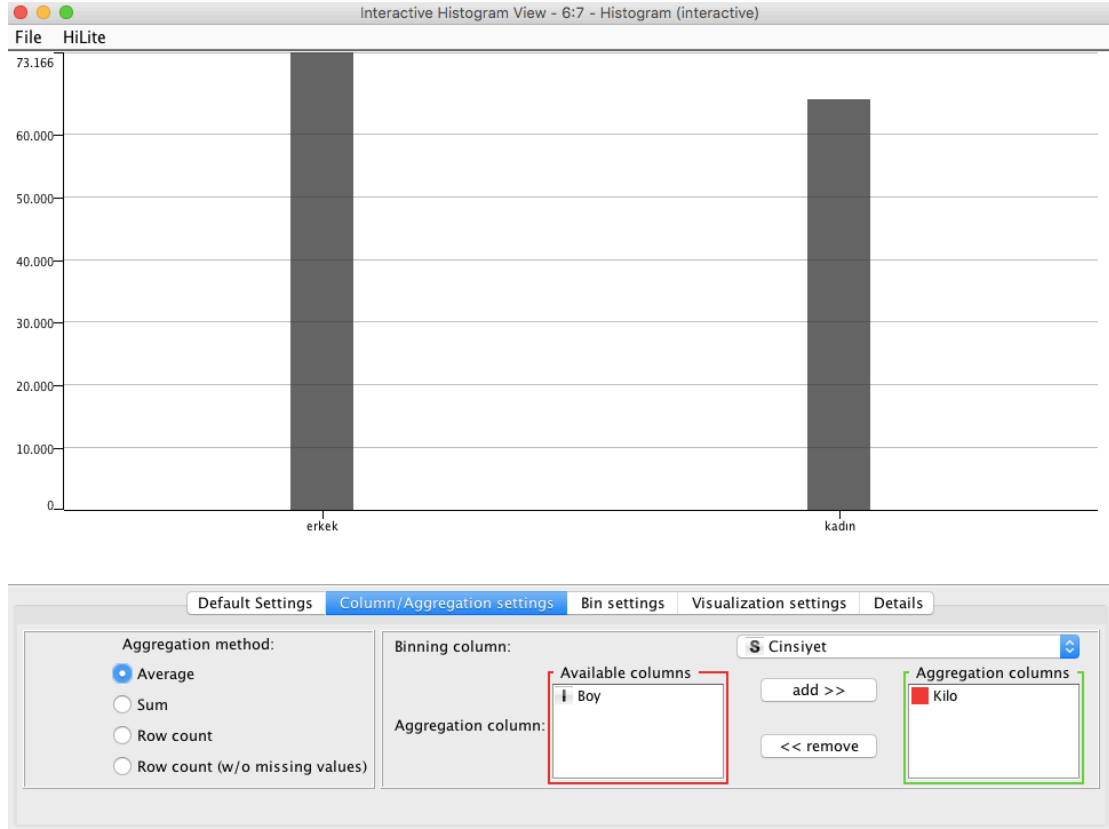 Interactive Histogram View - 6:7 - Histogram (interactive)
File HiLite
73.166
60.000
50.000
40.000
30.000
20.000
10.000
0
erkek kadın
Default Settings Column/Aggregation settings Bin settings Visualization settings Details
Aggregation method:
Average
Sum
Row count
Row count (w/o missing values)
Binning column:
S Cinsiyet
Aggregation column:
Available columns
I Boy
add >>
<< remove
Aggregation columns
Kilo